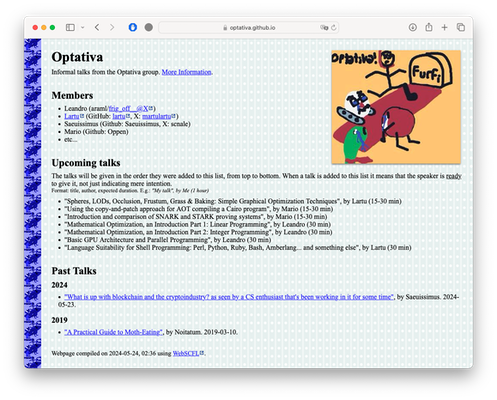 optativa.github.io
Optativa
Informal talks from the Optativa group. More Information.
Optativa!
Furfi
Members
• Leandro (araml/frig_off__@X)
• Lartu (GitHub: lartu, X: martulartu)
• Saeuissimus (Github: Saeuissimus, X: scnale)
• Mario (Github: Oppen)
• etc...
Upcoming talks
The talks will be given in the order they were added to this list, from top to bottom. When a talk is added to this list it means that the speaker is ready
to give it, not just indicating mere intention.
Format: title, author, expected duration. E.g.: "My talk", by Me (1 hour)
• "Spheres, LODs, Occlusion, Frustum, Grass & Baking: Simple Graphical Optimization Techniques", by Lartu (15-30 min)
• "Using the copy-and-patch approach for AOT compiling a Cairo program", by Mario (15-30 min)
• "Introduction and comparison of SNARK and STARK proving systems", by Mario (15-30 min)
• "Mathematical Optimization, an Introduction Part 1: Linear Programming", by Leandro (30 min)
• "Mathematical Optimization, an Introduction Part 2: Integer Programming", by Leandro (30 min)
• "Basic GPU Architecture and Parallel Programming", by Leandro (30 min)
• "Language Suitability for Shell Programming: Perl, Python, Ruby, Bash, Amberlang... and something else", by Lartu (30 min)
Past Talks
2024
• "What is up with blockchain and the cryptoindustry? as seen by a CS enthusiast that's been working in it for some time", by Saeuissimus. 2024-
05-23.
2019
• "A Practical Guide to Moth-Eating", by Noitatum. 2019-03-10.
Webpage compiled on 2024-05-24, 02:36 using WebSCFL.